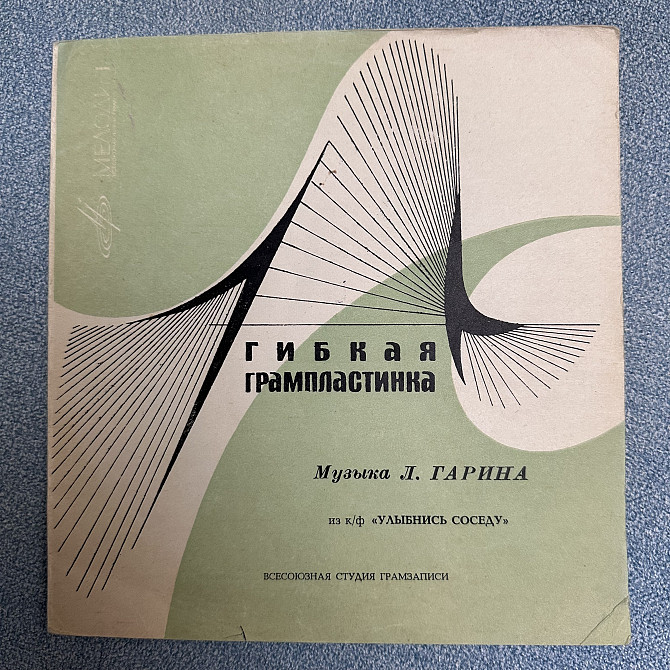 МЕЛОДИЯ
ГИБКАЯ
ГРАМПЛАСТИНКА
Музыка Л. ГАРИНА
из к/ф «УЛЫБНИСЬ СОСЕДУ»
ВСЕСОЮЗНАЯ СТУДИЯ ГРАМЗАПИСИ